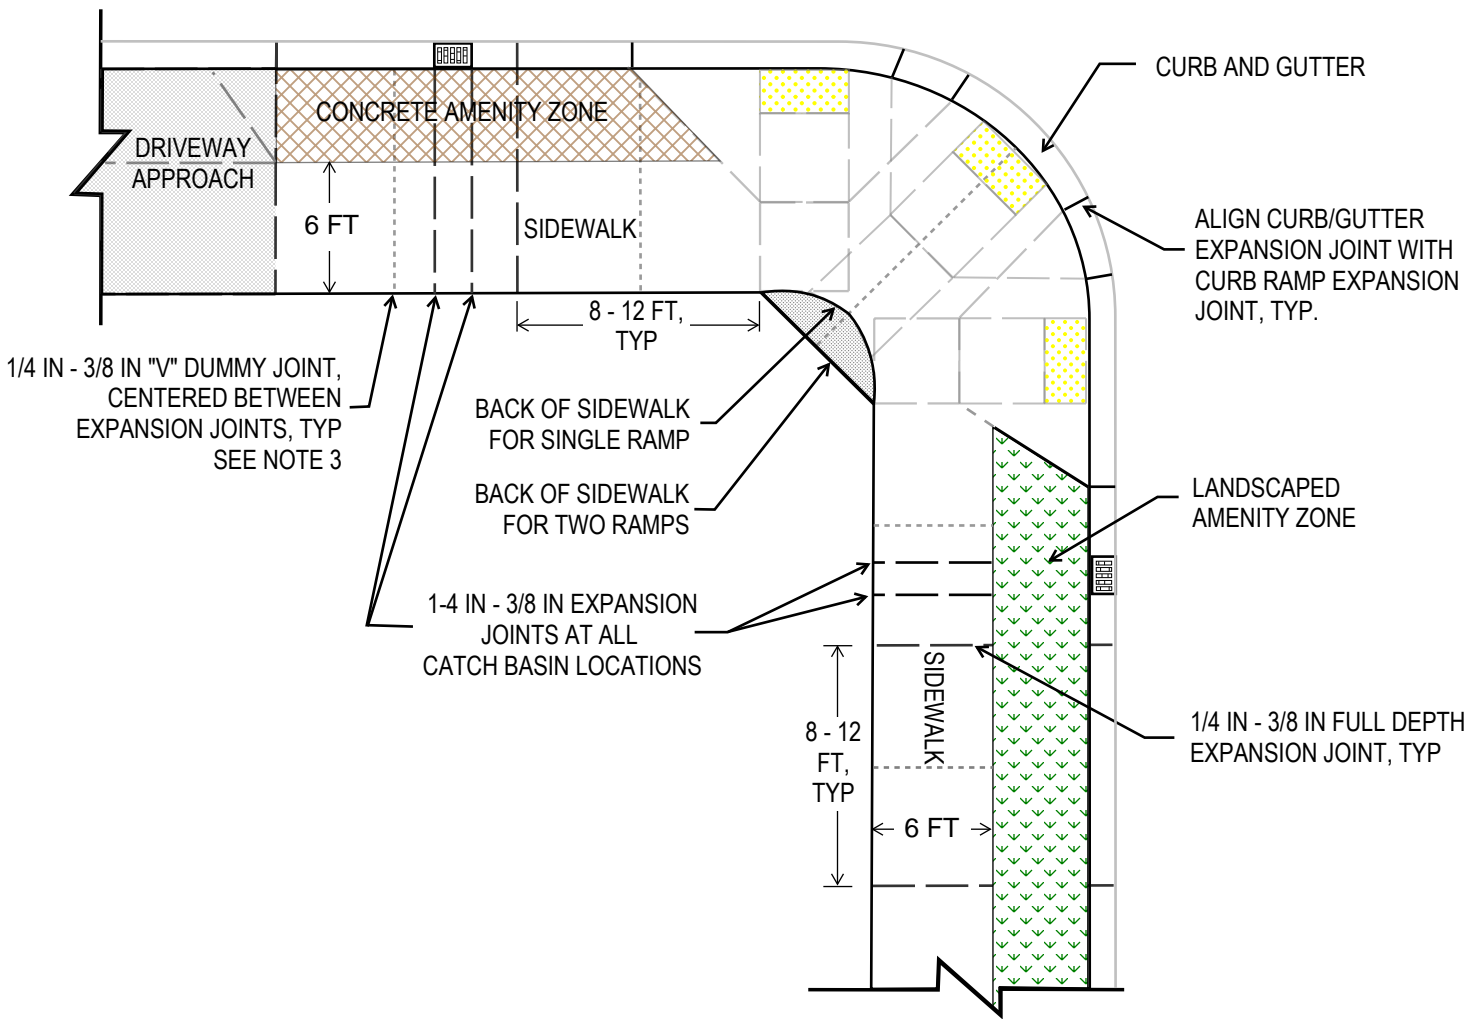 CURB AND GUTTER
CONCRETE AMENITY ZONE
DRIVEWAY
APPROACH
6 FT
SIDEWALK
ALIGN CURB/GUTTER
EXPANSION JOINT WITH
CURB RAMP EXPANSION
JOINT, TYP.
8 - 12 FT,
TYP
1/4 IN - 3/8 IN "V" DUMMY JOINT,
CENTERED BETWEEN
EXPANSION JOINTS, TYP
SEE NOTE 3
BACK OF SIDEWALK
FOR SINGLE RAMP
BACK OF SIDEWALK
FOR TWO RAMPS
LANDSCAPED
AMENITY ZONE
1-4 IN - 3/8 IN EXPANSION
JOINTS AT ALL
CATCH BASIN LOCATIONS
SIDEWALK
8 - 12
FT,
TYP
1/4 IN - 3/8 IN FULL DEPTH
EXPANSION JOINT, TYP
6 FT